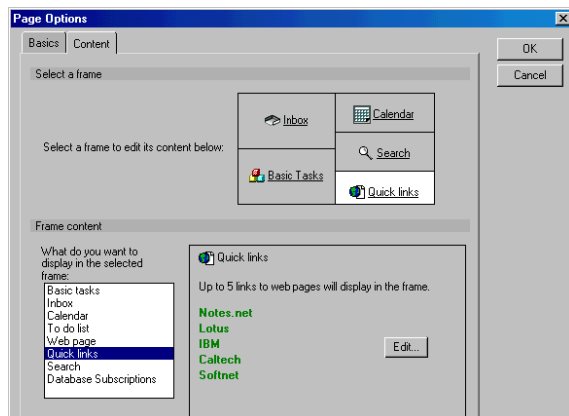 Page Options
Basics Content
OK
Cancel
Select a frame
Select a frame to edit its content below:
Inbox
Calendar
Search
Basic Tasks
Quick links
Frame content
What do you want to
display in the selected
frame:
Basic tasks
Inbox
Calendar
To do list
Web page
Quick links
Search
Database Subscriptions
Quick links
Up to 5 links to web pages will display in the frame.
Notes.net
Lotus
IBM
Caltech
Softnet
Edit...